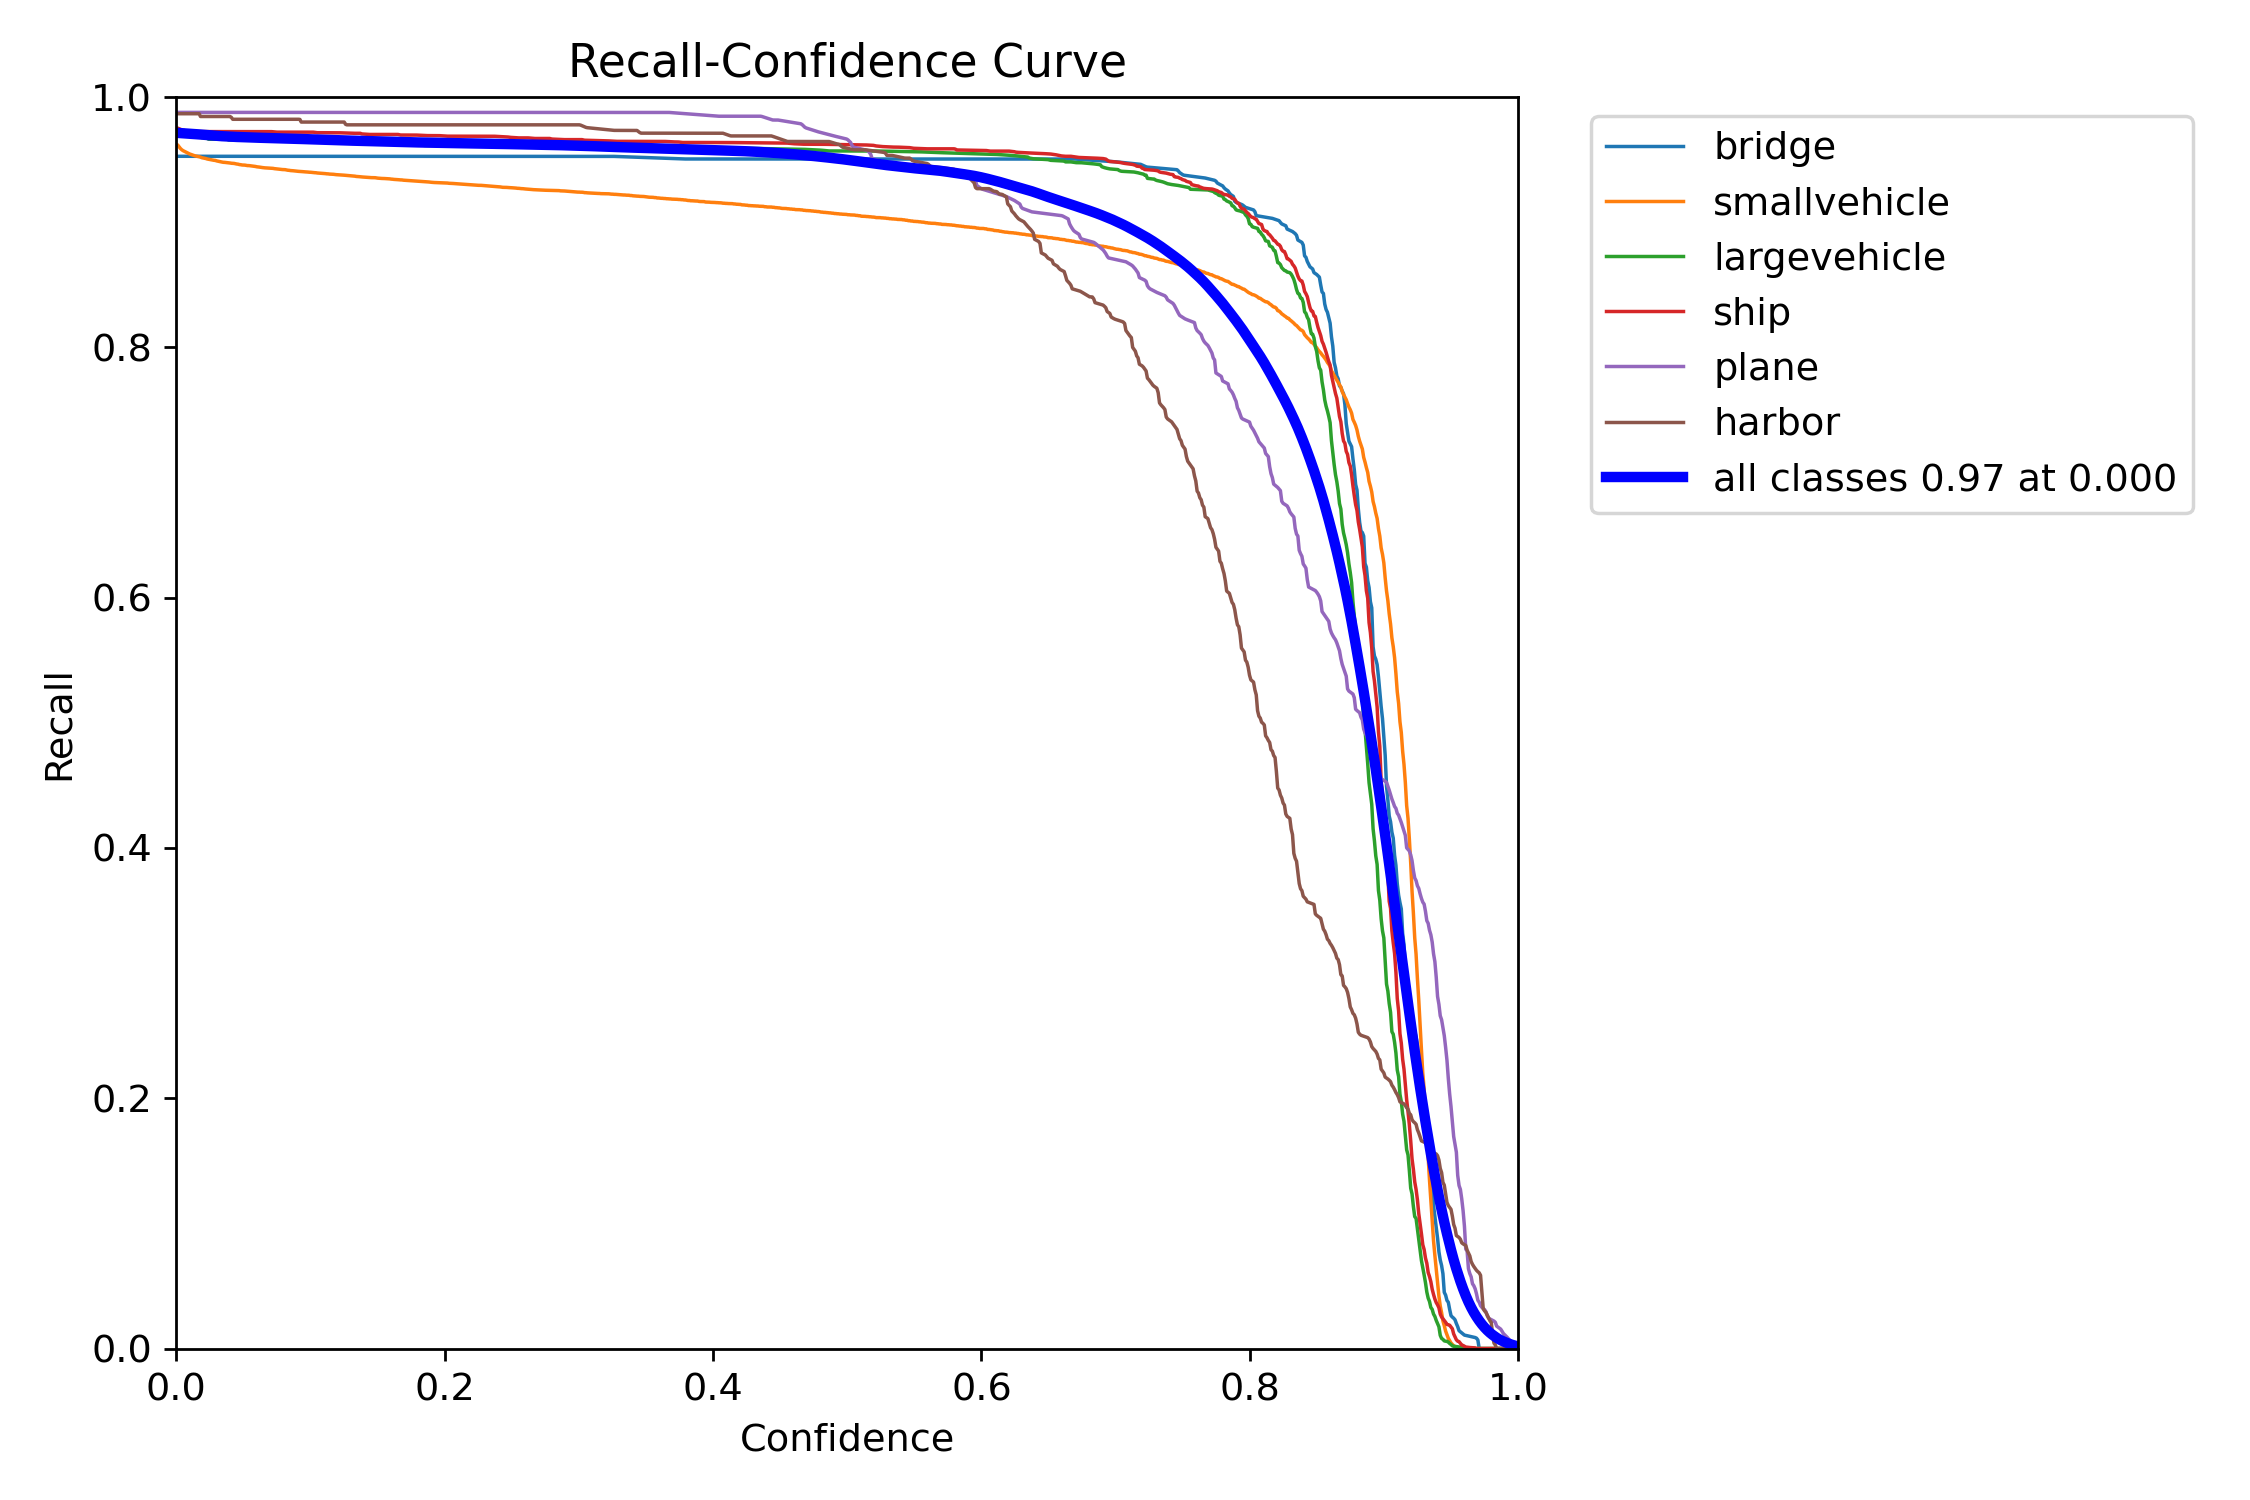 Recall-Confidence Curve
1.0
0.8
0.6
0.4
0.2
0.0
Recall
0.0 0.2 0.4 0.6 0.8 1.0
Confidence
bridge
smallvehicle
largevehicle
ship
plane
harbor
all classes 0.97 at 0.000